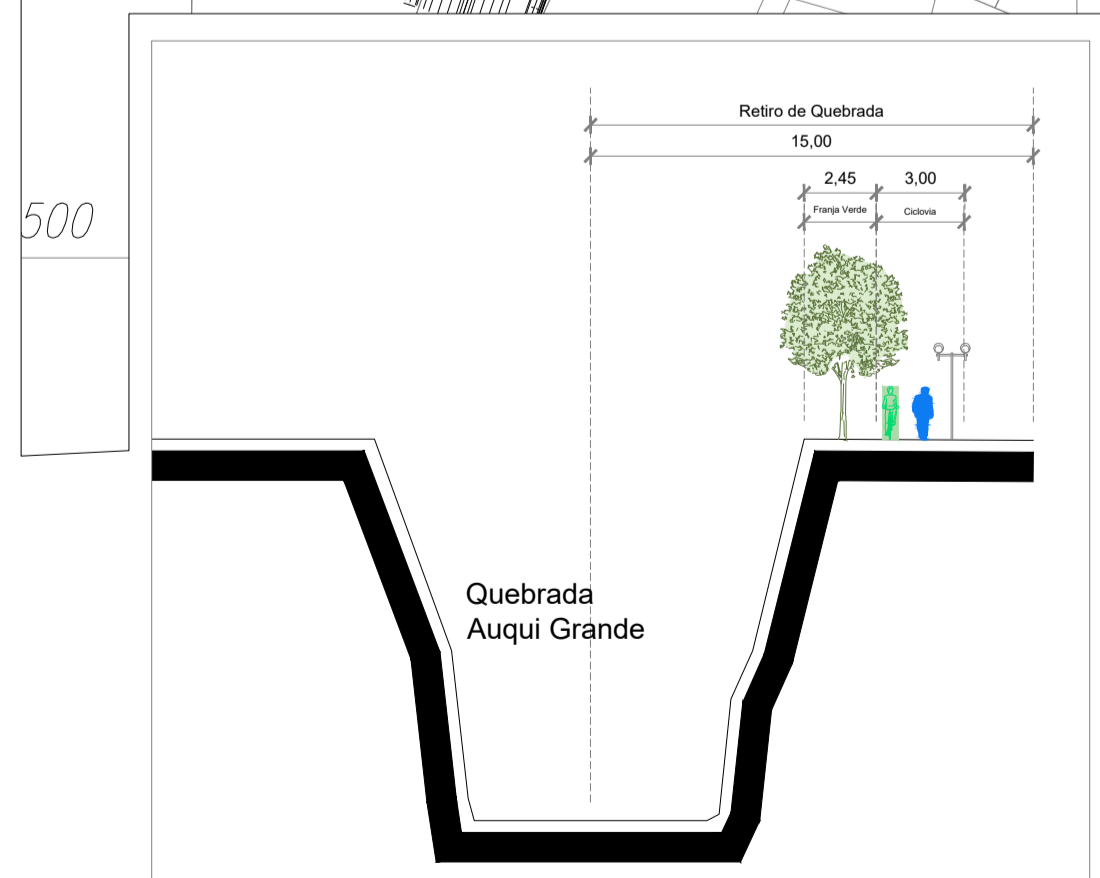 Retiro de Quebrada
15,00
2,45
3,00
Franja Verde
Ciclovia
500
Quebrada
Auqui Grande